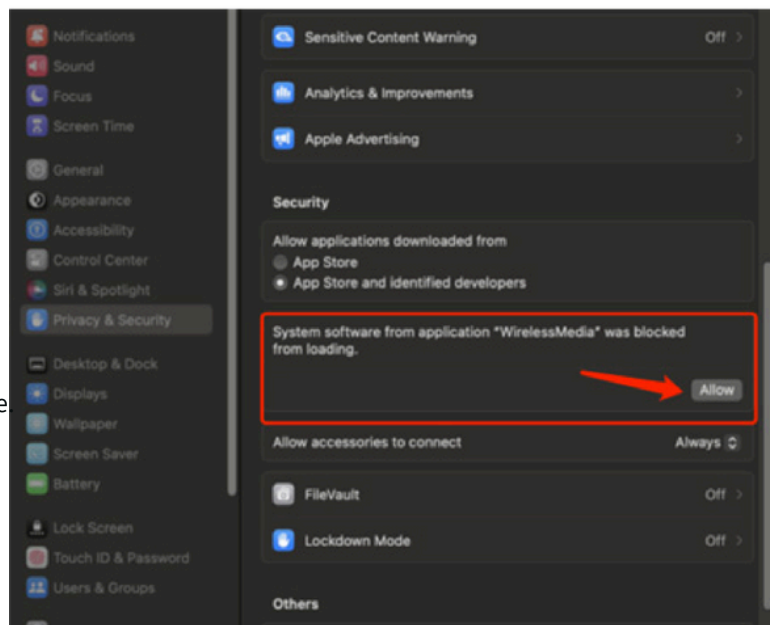 Notifications
Sound
Focus
Screen Time
General
Appearance
Accessibility
Control Center
Siri & Spotlight
Privacy & Security
Desktop & Dock
Displays
Wallpaper
Screen Saver
Battery
Lock Screen
Touch ID & Password
Users & Groups
e
Sensitive Content Warning Off
Analytics & Improvements
Apple Advertising
Security
Allow applications downloaded from
App Store
App Store and identified developers
System software from application "WirelessMedia" was blocked
from loading.
Allow
Allow accessories to connect Always
FileVault Off
Lockdown Mode Off
Others